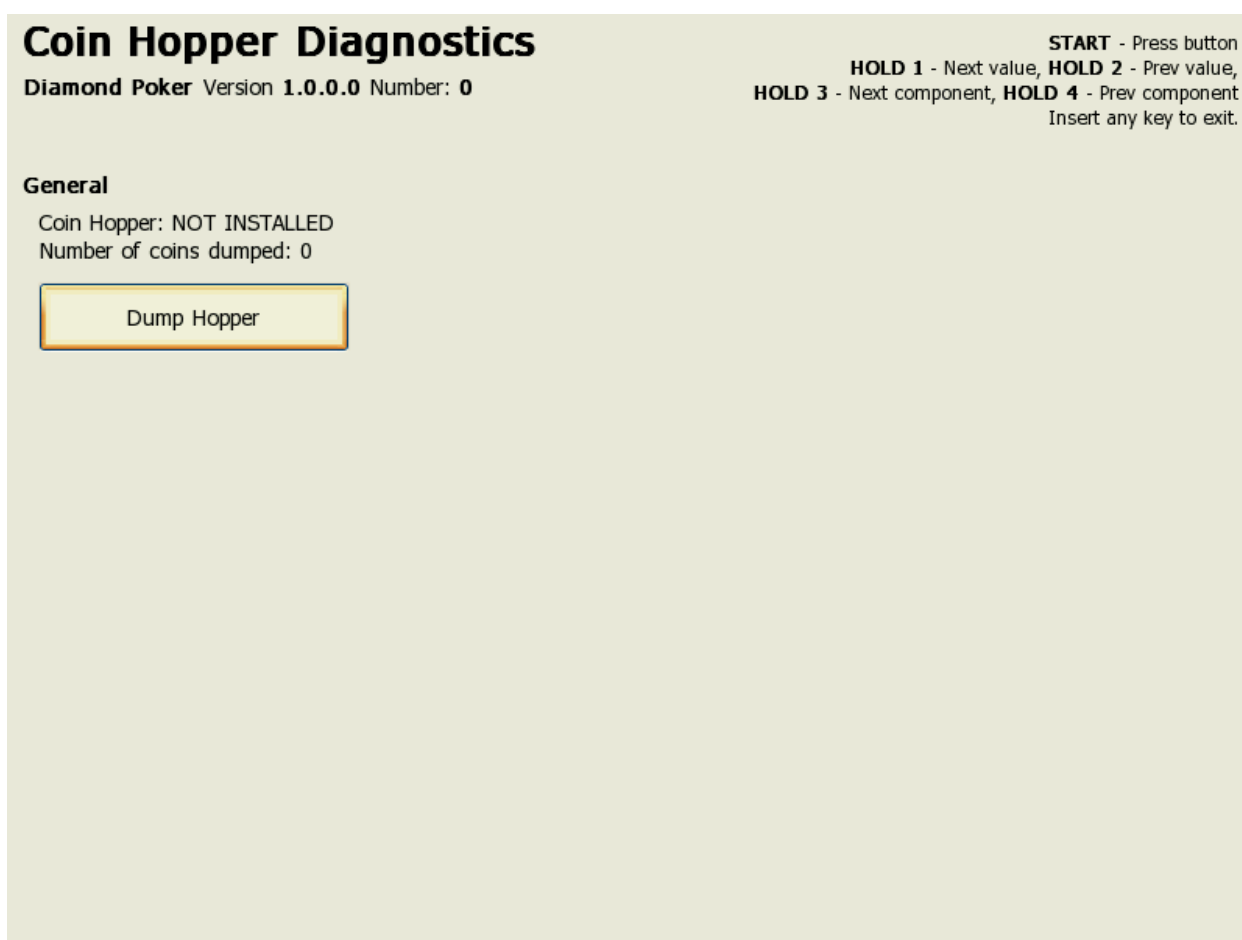 Coin Hopper Diagnostics
Diamond Poker Version 1.0.0.0 Number: 0
START - Press button
HOLD 1 - Next value, HOLD 2 - Prev value,
HOLD 3 - Next component, HOLD 4 - Prev component
Insert any key to exit.
General
Coin Hopper: NOT INSTALLED
Number of coins dumped: 0
Dump Hopper